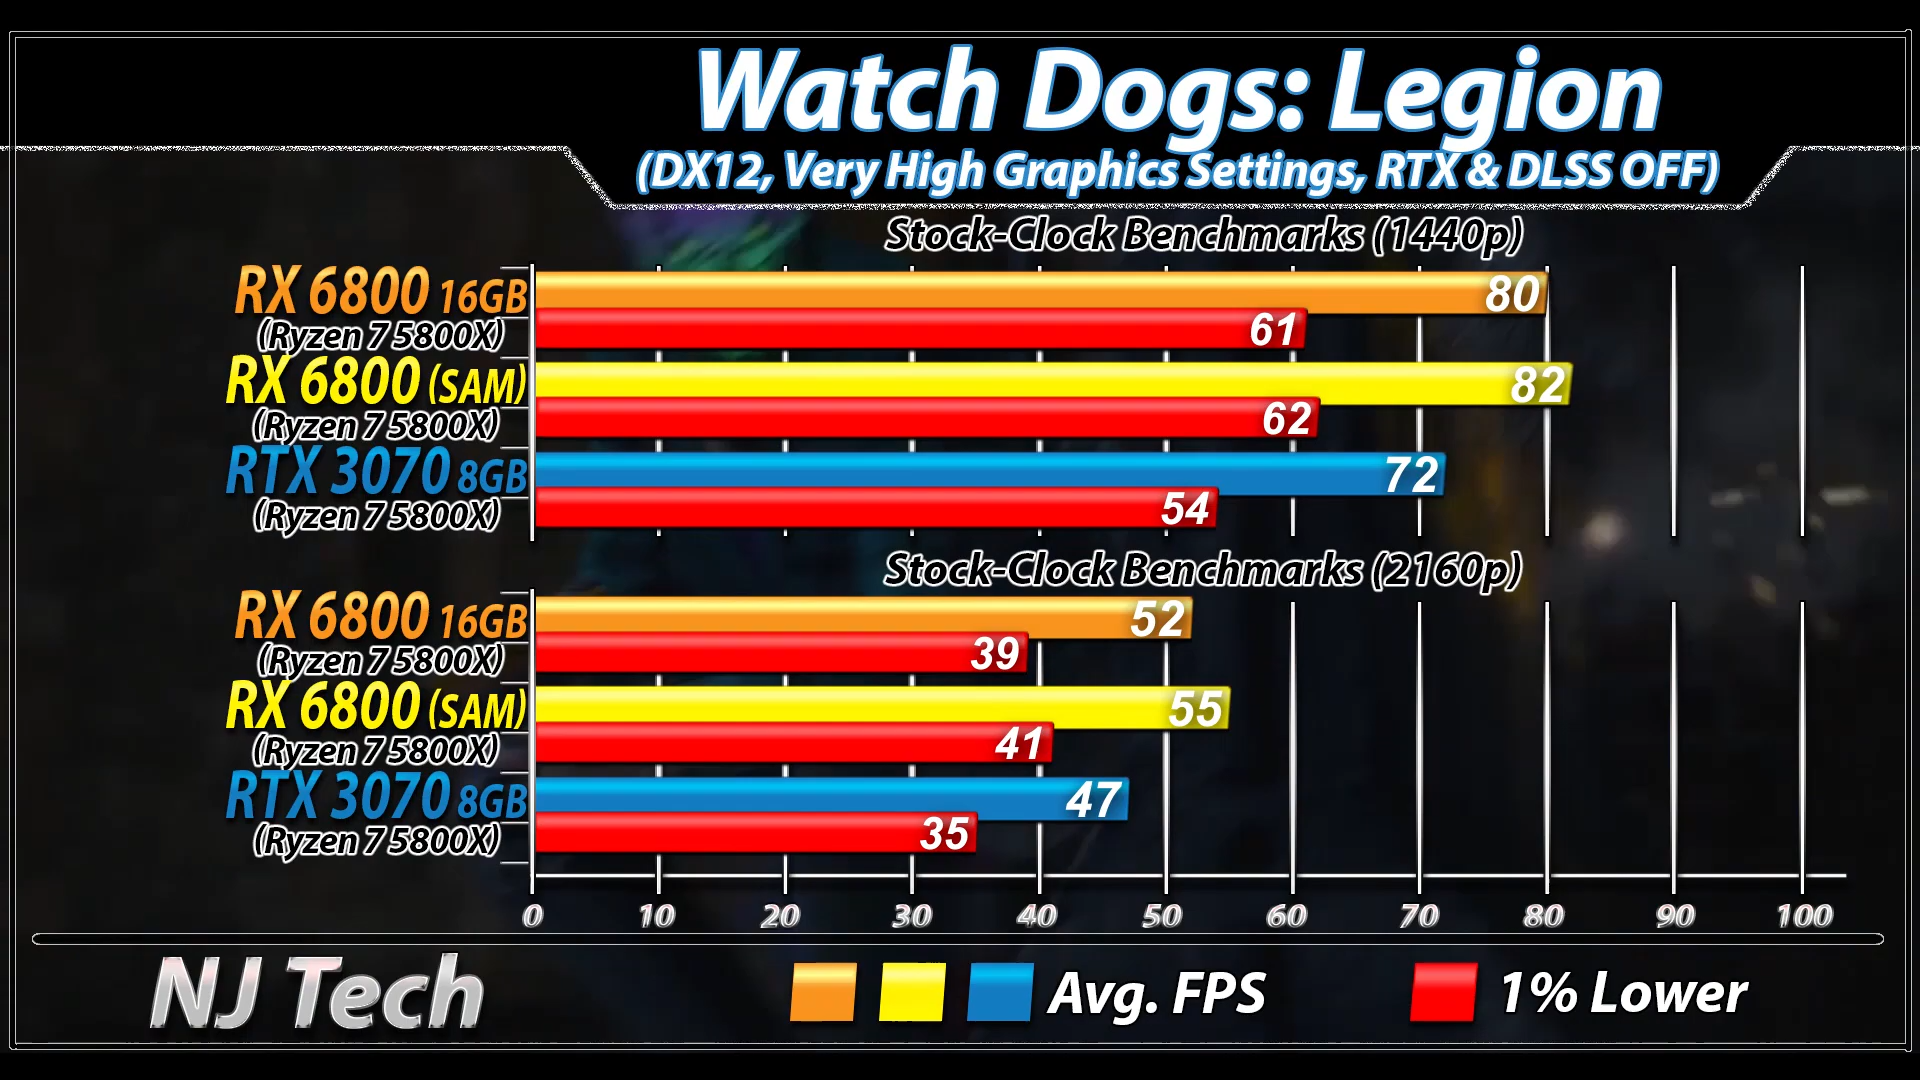 Watch Dogs: Legion
(DX12, Very High Graphics Settings, RTX & DLSS OFF)
Stock-Clock Benchmarks (1440p)
RX 6800 16GB
(Ryzen 7 5800X)
80
61
RX 6800 (SAM)
(Ryzen 7 5800X)
82
62
RTX 3070 8GB
(Ryzen 7 5800X)
72
54
Stock-Clock Benchmarks (2160p)
RX 6800 16GB
(Ryzen 7 5800X)
52
39
RX 6800 (SAM)
(Ryzen 7 5800X)
55
41
RTX 3070 8GB
(Ryzen 7 5800X)
47
35
0 10 20 30 40 50 60 70 80 90 100
NJ Tech
Avg. FPS
1% Lower